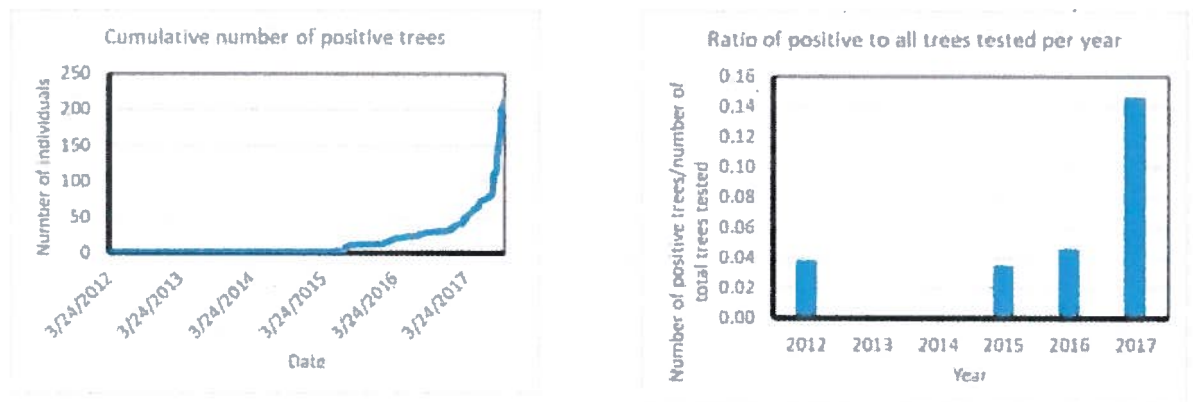 Cumulative number of positive trees
Number of individuals
250
200
150
100
50
0
3/24/2012
3/24/2013
3/24/2014
3/24/2015
3/24/2016
3/24/2017
Date
Ratio of positive to all trees tested per year
Number of positive trees/number of
total trees tested
0.16
0.14
0.12
0.10
0.08
0.06
0.04
0.02
0.00
2012 2013 2014 2015 2016 2017
Year